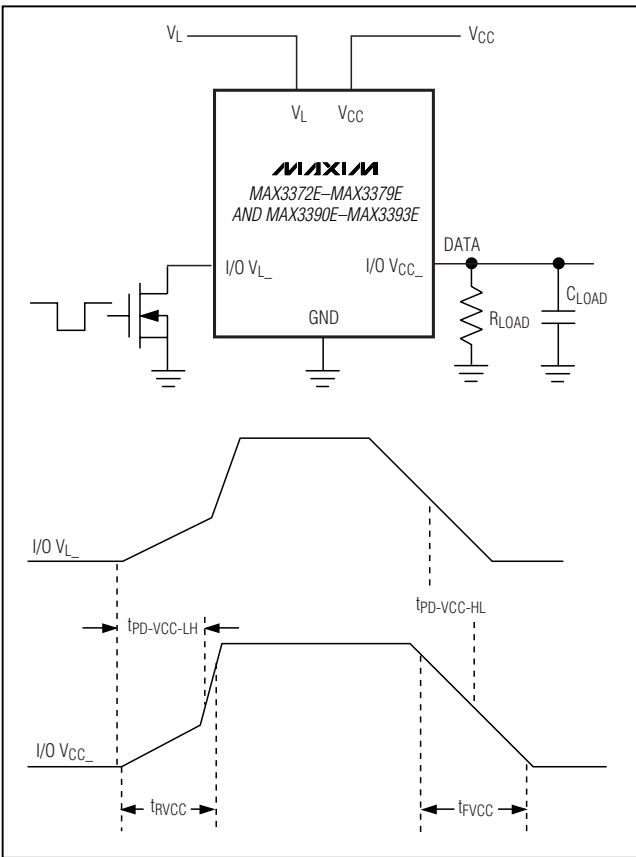 VL VCC
VL VCC
MAXIM
MAX3372E–MAX3379E
AND MAX3390E–MAX3393E
DATA
I/O VL_ I/O VCC_
RLOAD CLOAD
GND
I/O VL_
tPD-VCC-LH tPD-VCC-HL
I/O VCC_
tRVCC tFVCC